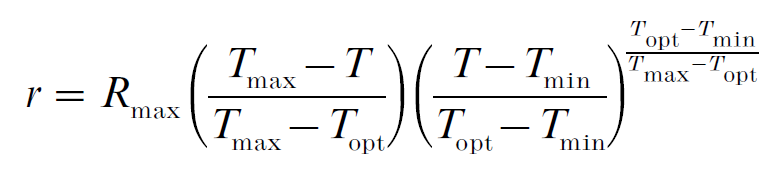 r = R_max((T_max − T)/(T_max − T_opt))((T − T_min)/(T_opt − T_min))^((T_opt − T_min)/(T_max − T_opt))